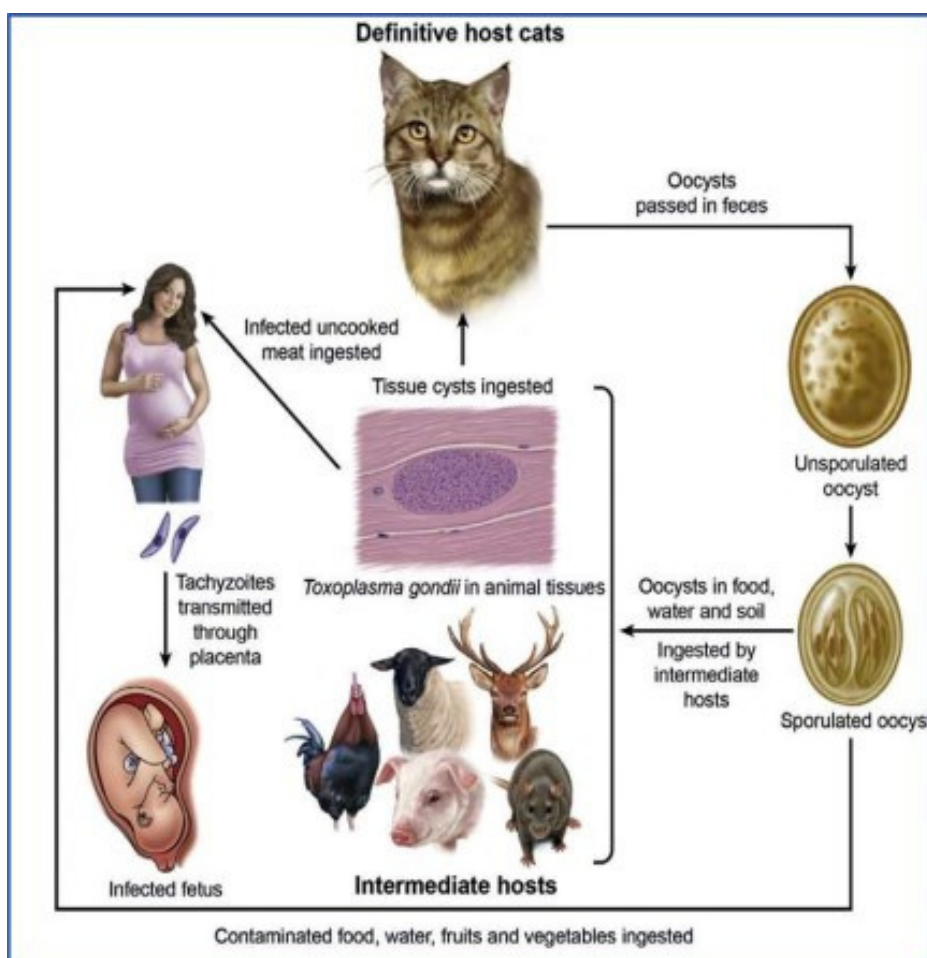 Definitive host cats
Oocysts
passed in feces
Infected uncooked
meat ingested
Tissue cysts ingested
Unsporulated
oocyst
Toxoplasma gondii in animal tissues
Oocysts in food,
water and soil
Ingested by
intermediate
hosts
Tachyzoites
transmitted
through
placenta
Sporulated oocyst
Infected fetus
Intermediate hosts
Contaminated food, water, fruits and vegetables ingested